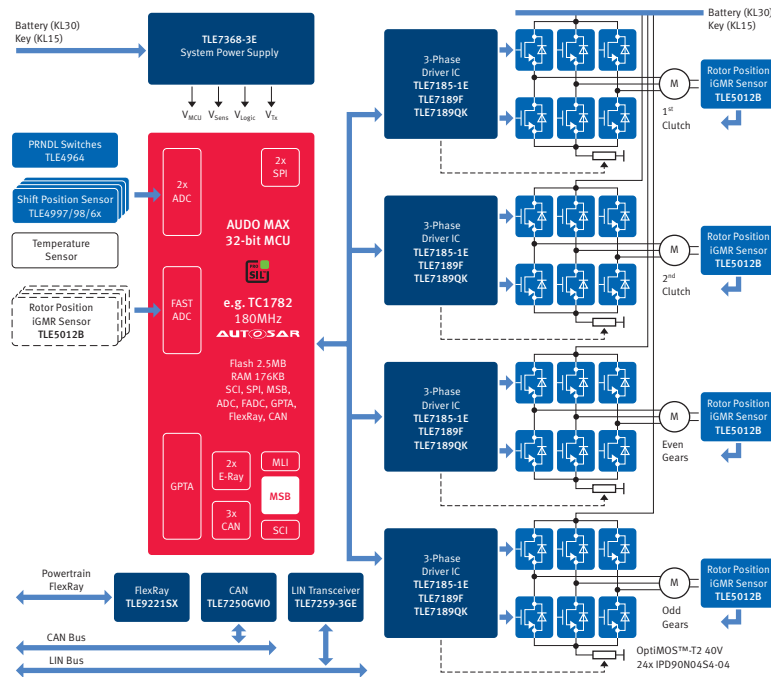 Battery (KL30)
Key (KL15)
TLE7368-3E
System Power Supply
VMCU
VSens
VLogic
VTx
PRNDL Switches
TLE4964
Shift Position Sensor
TLE4997/98/6x
Temperature
Sensor
Rotor Position
iGMR Sensor
TLE5012B
2x
ADC
2x
SPI
AUDO MAX
32-bit MCU
PRO
SIL
FAST
ADC
e.g. TC1782
180MHz
AUTOSAR
Flash 2.5MB
RAM 176KB
SCI, SPI, MSB,
ADC, FADC, GPTA,
FlexRay, CAN
GPTA
2x
E-Ray
MLI
MSB
3x
CAN
SCI
Powertrain
FlexRay
FlexRay
TLE9221SX
CAN
TLE7250GVIO
LIN Transceiver
TLE7259-3GE
CAN Bus
LIN Bus
Battery (KL30)
Key (KL15)
3-Phase
Driver IC
TLE7185-1E
TLE7189F
TLE7189QK
M
1st
Clutch
Rotor Position
iGMR Sensor
TLE5012B
3-Phase
Driver IC
TLE7185-1E
TLE7189F
TLE7189QK
M
2nd
Clutch
Rotor Position
iGMR Sensor
TLE5012B
3-Phase
Driver IC
TLE7185-1E
TLE7189F
TLE7189QK
M
Even
Gears
Rotor Position
iGMR Sensor
TLE5012B
3-Phase
Driver IC
TLE7185-1E
TLE7189F
TLE7189QK
M
Odd
Gears
Rotor Position
iGMR Sensor
TLE5012B
OptiMOS™-T2 40V
24x IPD90N04S4-04